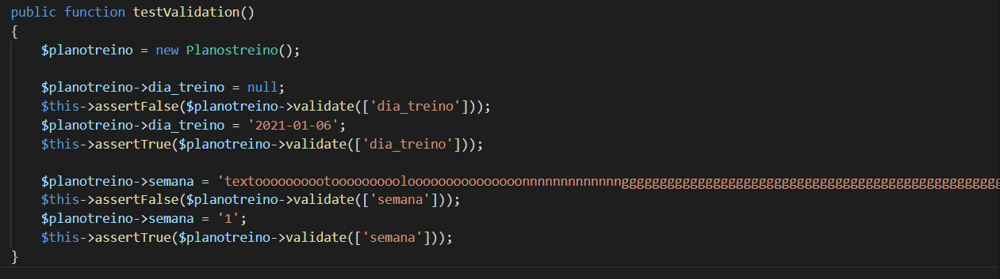 public function testValidation()
{
$planotreino = new Planostreino();
$planotreino->dia_treino = null;
$this->assertFalse($planotreino->validate(['dia_treino']));
$planotreino->dia_treino = '2021-01-06';
$this->assertTrue($planotreino->validate(['dia_treino']));
$planotreino->semana = 'textoooooooootooooooooolooooooooooooooonnnnnnnnnnnnnggggggggggggggggggggggggggggggggggggggggggggggggg
$this->assertFalse($planotreino->validate(['semana']));
$planotreino->semana = '1';
$this->assertTrue($planotreino->validate(['semana']));
}